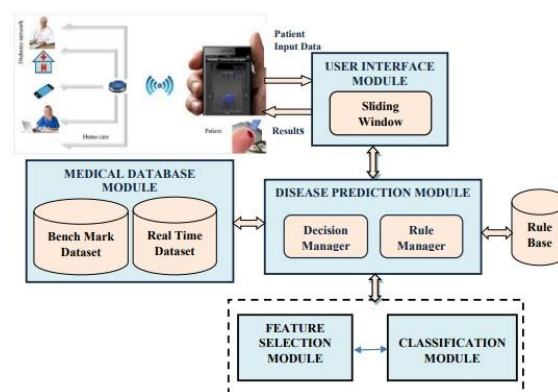 Diabetes network
Home care
Patient
Patient
Input Data
Results
USER INTERFACE
MODULE
Sliding
Window
MEDICAL DATABASE
MODULE
Bench Mark
Dataset
Real Time
Dataset
DISEASE PREDICTION MODULE
Decision
Manager
Rule
Manager
Rule
Base
FEATURE
SELECTION
MODULE
CLASSIFICATION
MODULE